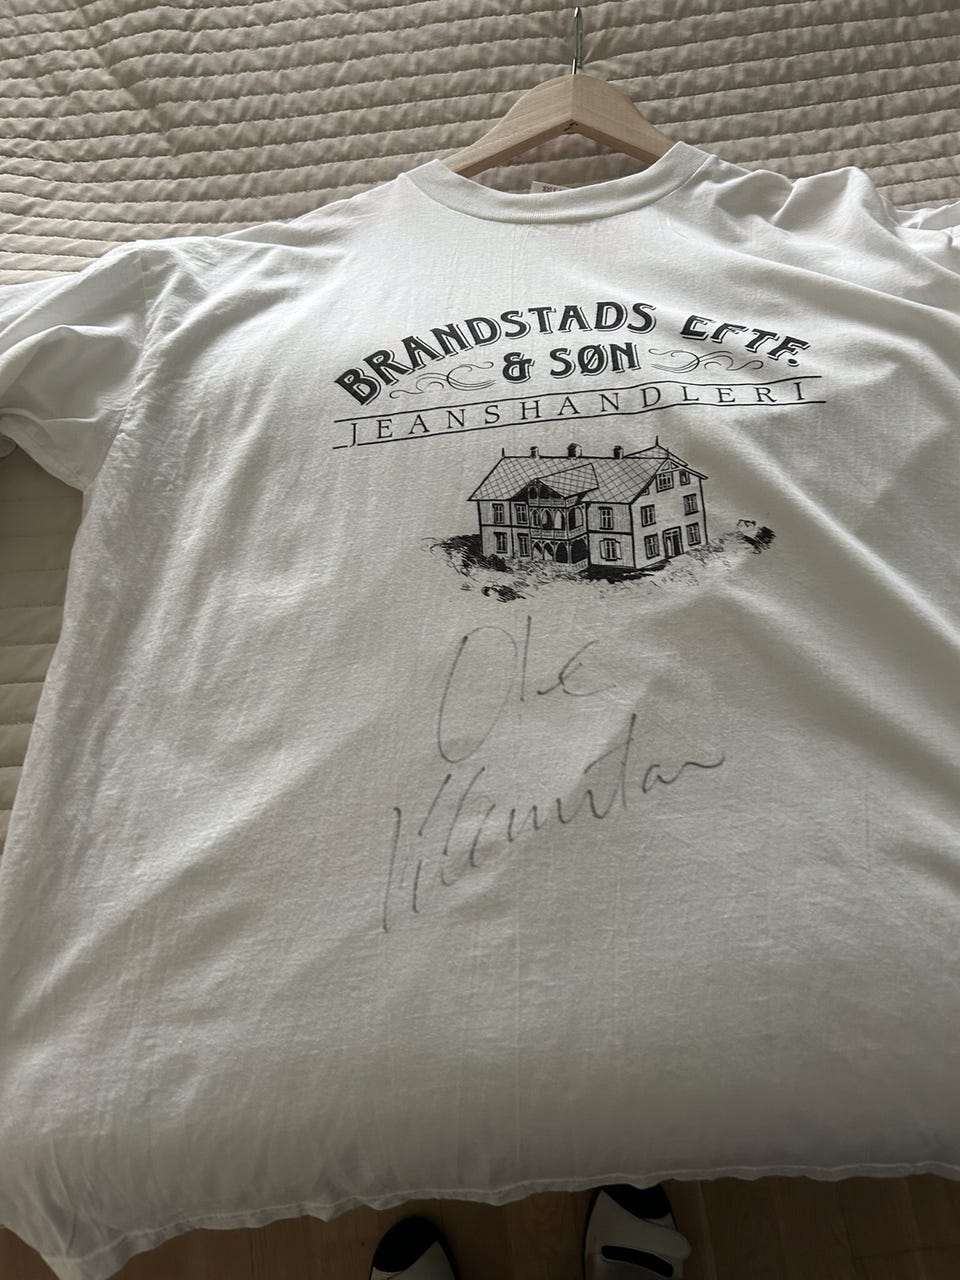 BRANDSTADS EFTF.
& SØN
JEANSHANDLERI
Ole